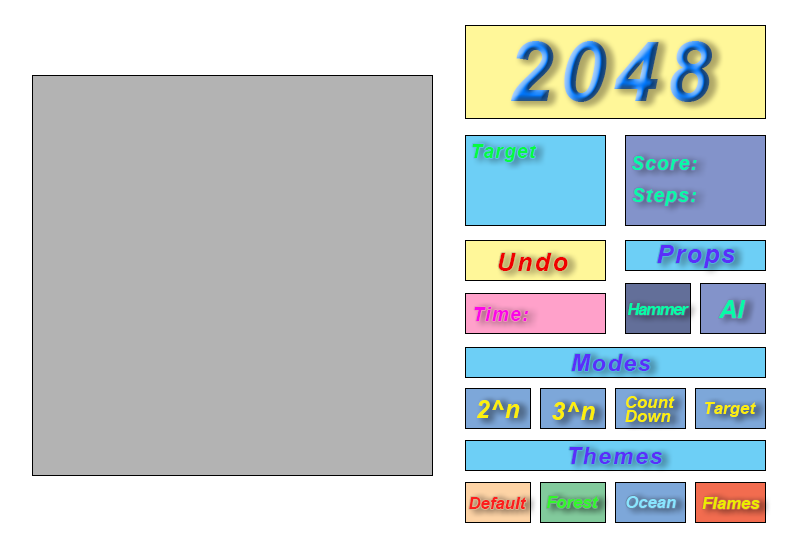 2048
Target
Score:
Steps:
Undo
Props
Time:
Hammer
AI
Modes
2^n
3^n
Count
Down
Target
Themes
Default
Forest
Ocean
Flames